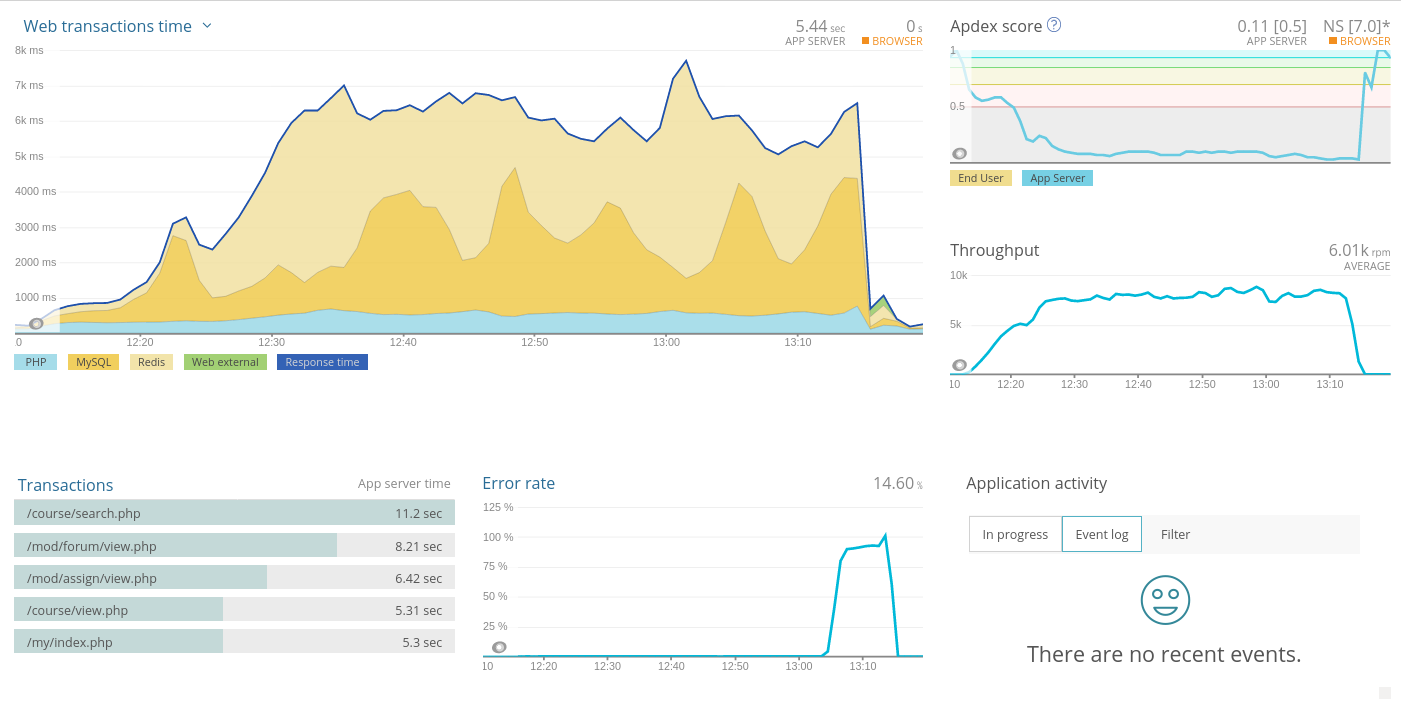 Web transactions time
5.44 sec
APP SERVER
0 s
BROWSER
8k ms
7k ms
6k ms
5k ms
4000 ms
3000 ms
2000 ms
1000 ms
0 12:20 12:30 12:40 12:50 13:00 13:10
PHP MySQL Redis Web external Response time
Apdex score ?
0.11 [0.5]
APP SERVER
NS [7.0]*
BROWSER
1
0.5
End User App Server
Throughput
6.01k rpm
AVERAGE
10k
5k
10 12:20 12:30 12:40 12:50 13:00 13:10
Transactions App server time
/course/search.php 11.2 sec
/mod/forum/view.php 8.21 sec
/mod/assign/view.php 6.42 sec
/course/view.php 5.31 sec
/my/index.php 5.3 sec
Error rate 14.60 %
125 %
100 %
75 %
50 %
25 %
10 12:20 12:30 12:40 12:50 13:00 13:10
Application activity
In progress Event log Filter
There are no recent events.